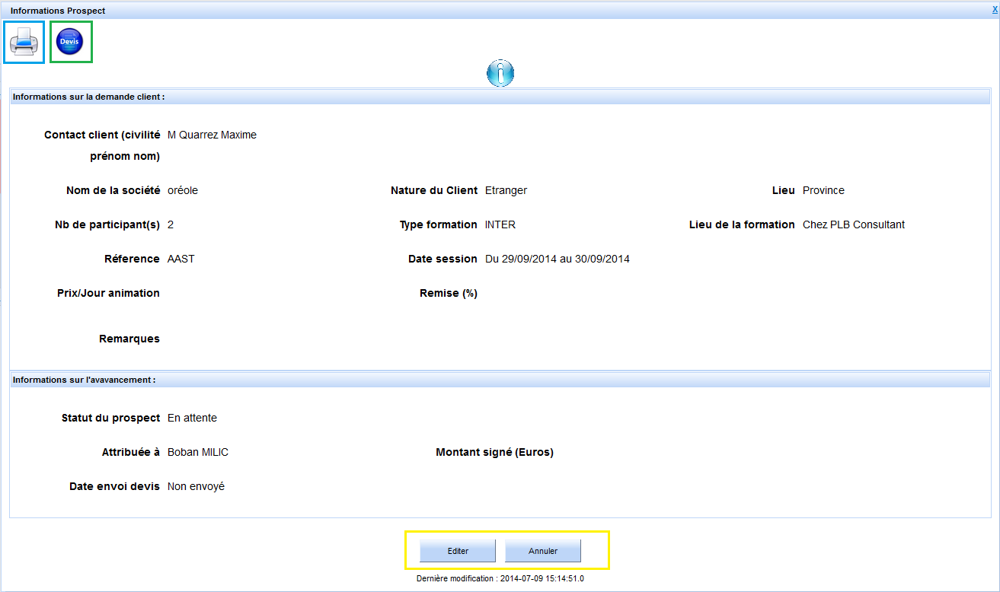 Informations Prospect X
Devis
Informations sur la demande client :
Contact client (civilité prénom nom) M Quarrez Maxime
Nom de la société oréole Nature du Client Etranger Lieu Province
Nb de participant(s) 2 Type formation INTER Lieu de la formation Chez PLB Consultant
Réference AAST Date session Du 29/09/2014 au 30/09/2014
Prix/Jour animation Remise (%)
Remarques
Informations sur l'avavancement :
Statut du prospect En attente
Attribuée à Boban MILIC Montant signé (Euros)
Date envoi devis Non envoyé
Editer Annuler
Dernière modification : 2014-07-09 15:14:51.0